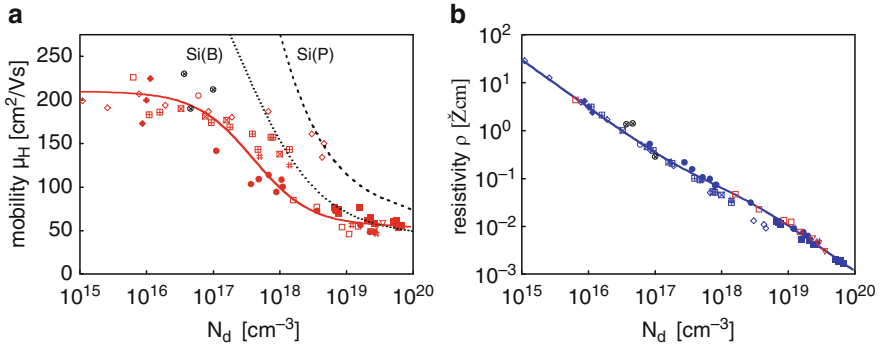 a
250
200
150
100
50
0
mobility μH [cm²/Vs]
Si(B)
Si(P)
10¹⁵ 10¹⁶ 10¹⁷ 10¹⁸ 10¹⁹ 10²⁰
Nd [cm⁻³]
b
10²
10¹
10⁰
10⁻¹
10⁻²
10⁻³
resistivity ρ [Žcm]
10¹⁵ 10¹⁶ 10¹⁷ 10¹⁸ 10¹⁹ 10²⁰
Nd [cm⁻³]